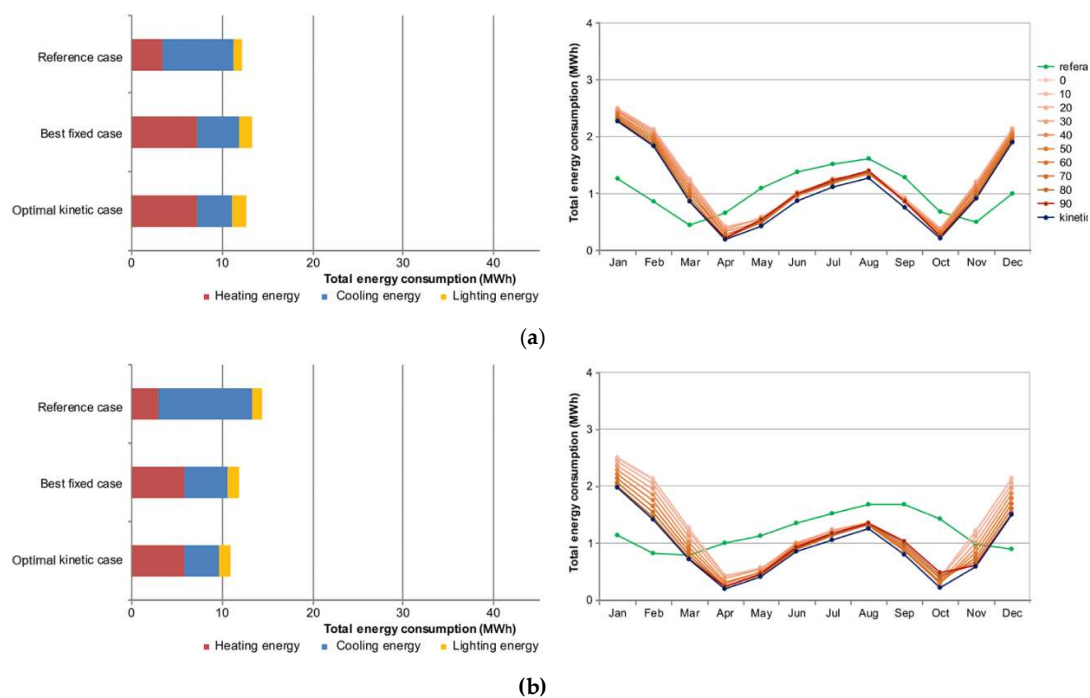 Reference case
Best fixed case
Optimal kinetic case
0 10 20 30 40
Total energy consumption (MWh)
Heating energy Cooling energy Lighting energy
Total energy consumption (MWh)
4
3
2
1
0
Jan Feb Mar Apr May Jun Jul Aug Sep Oct Nov Dec
refera
0
10
20
30
40
50
60
70
80
90
kinetic
(a)
Reference case
Best fixed case
Optimal kinetic case
0 10 20 30 40
Total energy consumption (MWh)
Heating energy Cooling energy Lighting energy
Total energy consumption (MWh)
4
3
2
1
0
Jan Feb Mar Apr May Jun Jul Aug Sep Oct Nov Dec
(b)